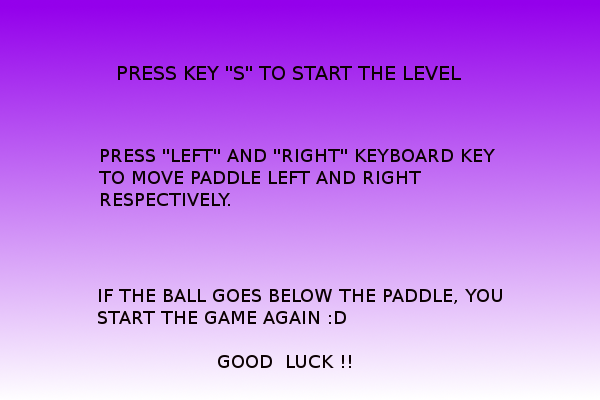 PRESS KEY "S" TO START THE LEVEL
PRESS "LEFT" AND "RIGHT" KEYBOARD KEY
TO MOVE PADDLE LEFT AND RIGHT
RESPECTIVELY.
IF THE BALL GOES BELOW THE PADDLE, YOU
START THE GAME AGAIN :D
GOOD  LUCK !!